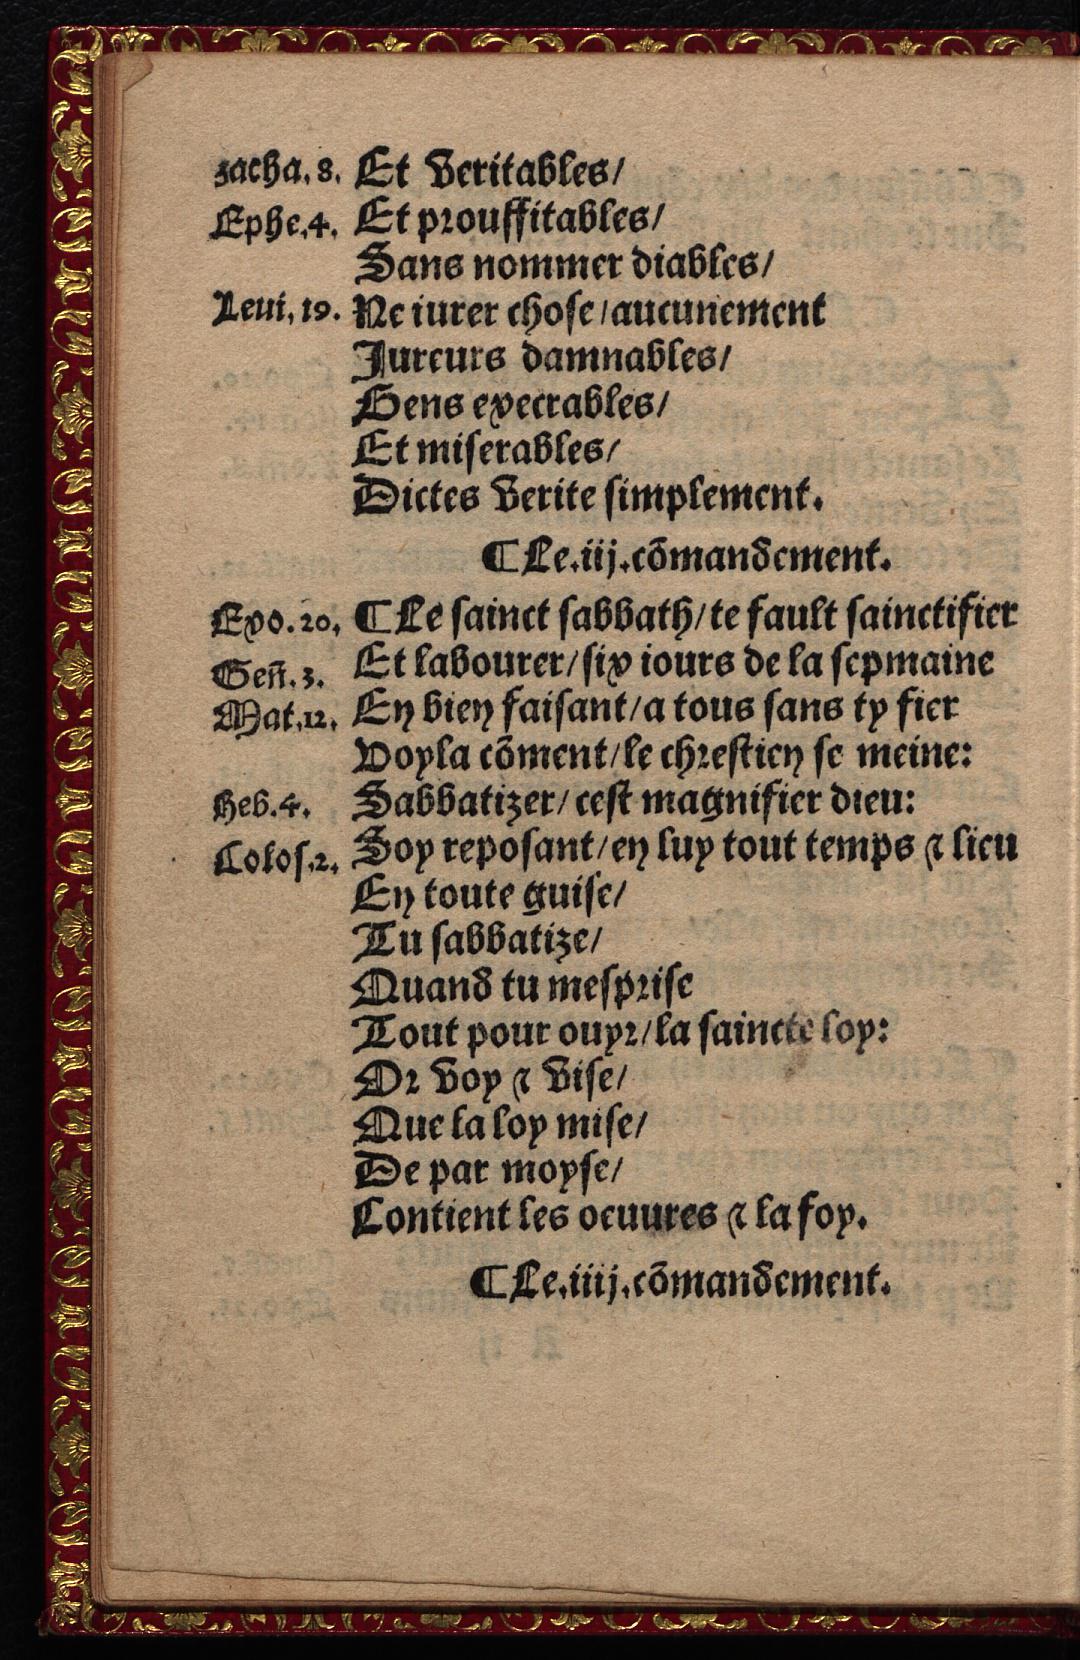 zacha. 8. Et veritables/
Ephe. 4. Et prouffitables/
Sans nommer diables/
Leui. 19. Ne iurer chose/aucunement
Jureurs damnables/
Gens execrables/
Et miserables/
Dictes verite simplement.
¶ Le.iij.cōmandement.
Exo. 20. ¶ Le sainct sabbath/te fault sainctifier
Geñ. 3. Et labourer/six iours de la sepmaine
Mat. 12. En bien faisant/a tous sans ty fier
Voyla cōment/le chrestien se meine:
Heb. 4. Sabbatizer/cest magnifier dieu:
Colos. 2. Soy reposant/en luy tout temps ⁊ lieu
En toute guise/
Tu sabbatize/
Quand tu mesprise
Tout pour ouyr/la saincte loy:
Or voy ⁊ vise/
Que la loy mise/
De par moyse/
Contient les oeuures ⁊ la foy.
¶ Le.iiij.cōmandement.